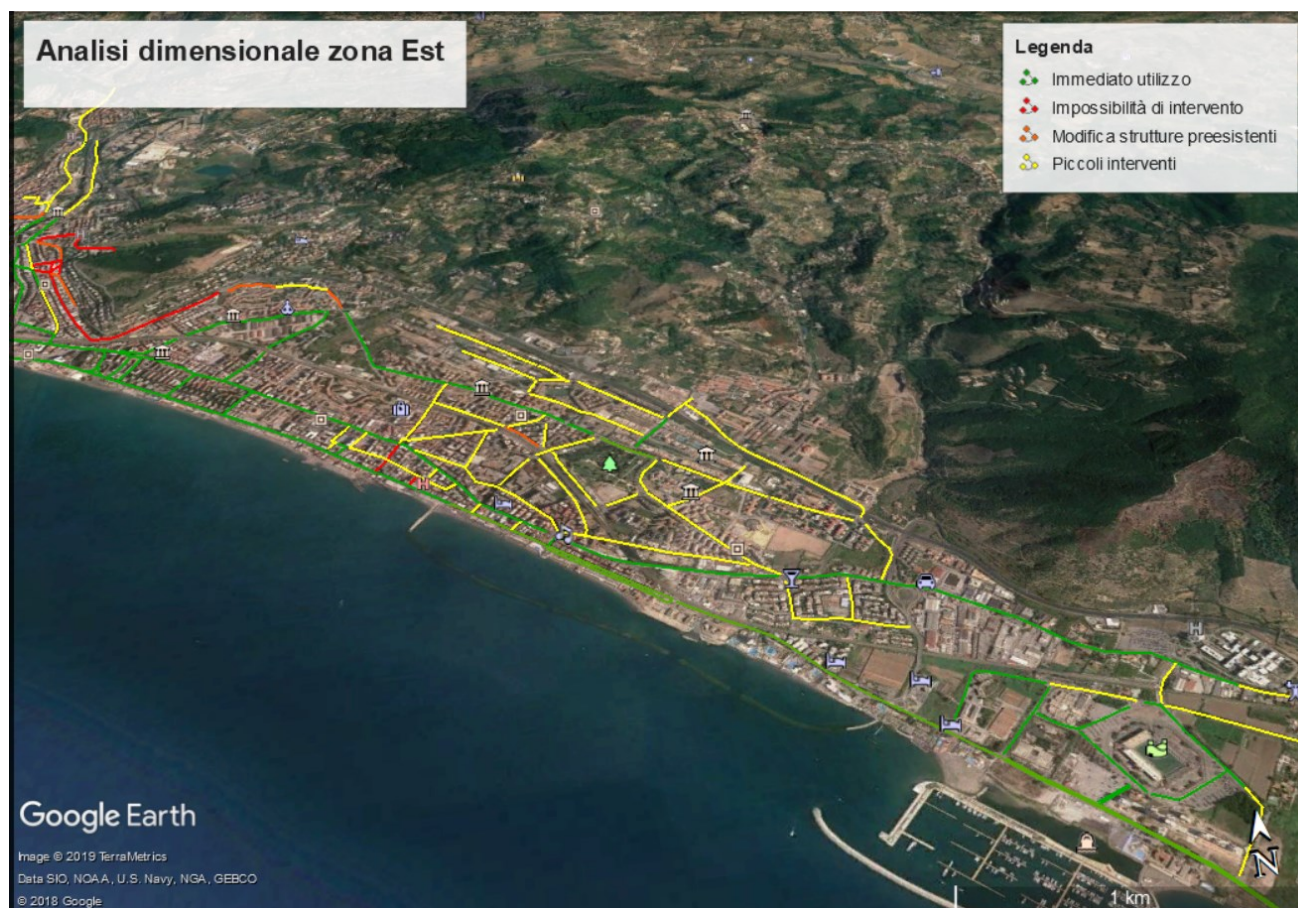 Analisi dimensionale zona Est
Legenda
Immediato utilizzo
Impossibilità di intervento
Modifica strutture preesistenti
Piccoli interventi
H
H
Google Earth
Image © 2019 TerraMetrics
Data SIO, NOAA, U.S. Navy, NGA, GEBCO
© 2018 Google
1 km
N